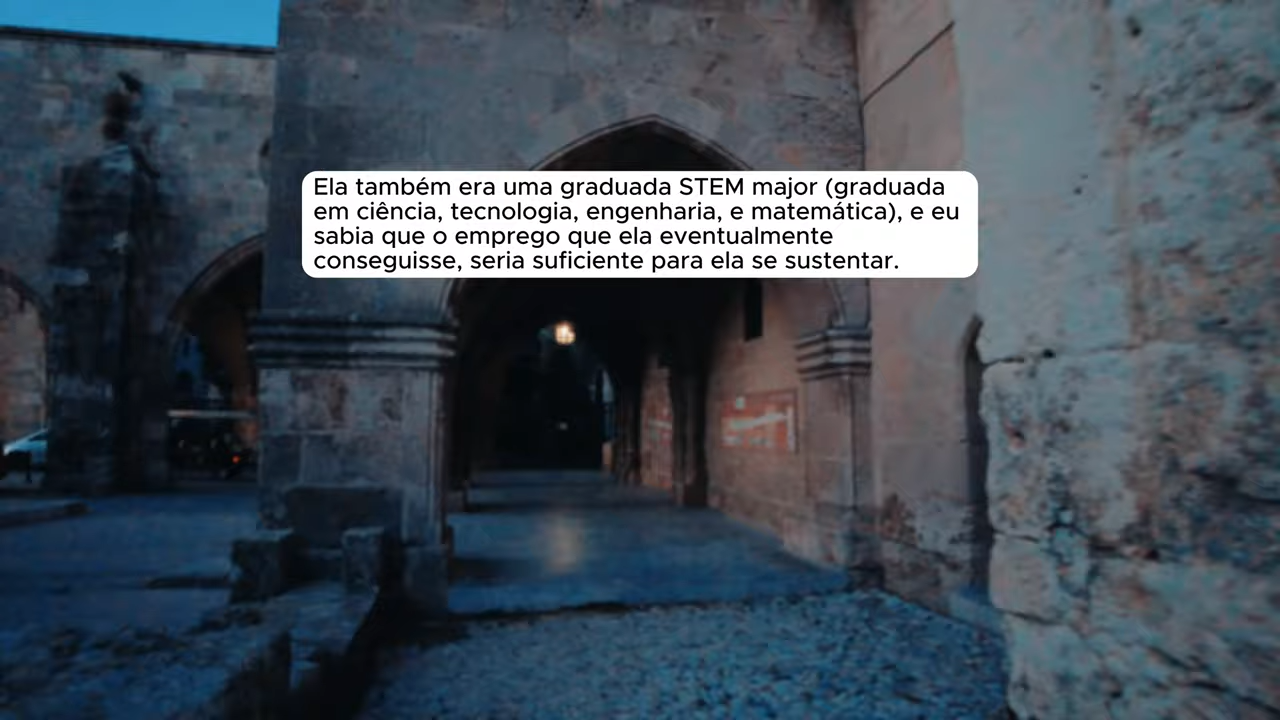 Ela também era uma graduada STEM major (graduada
em ciência, tecnologia, engenharia, e matemática), e eu
sabia que o emprego que ela eventualmente
conseguisse, seria suficiente para ela se sustentar.